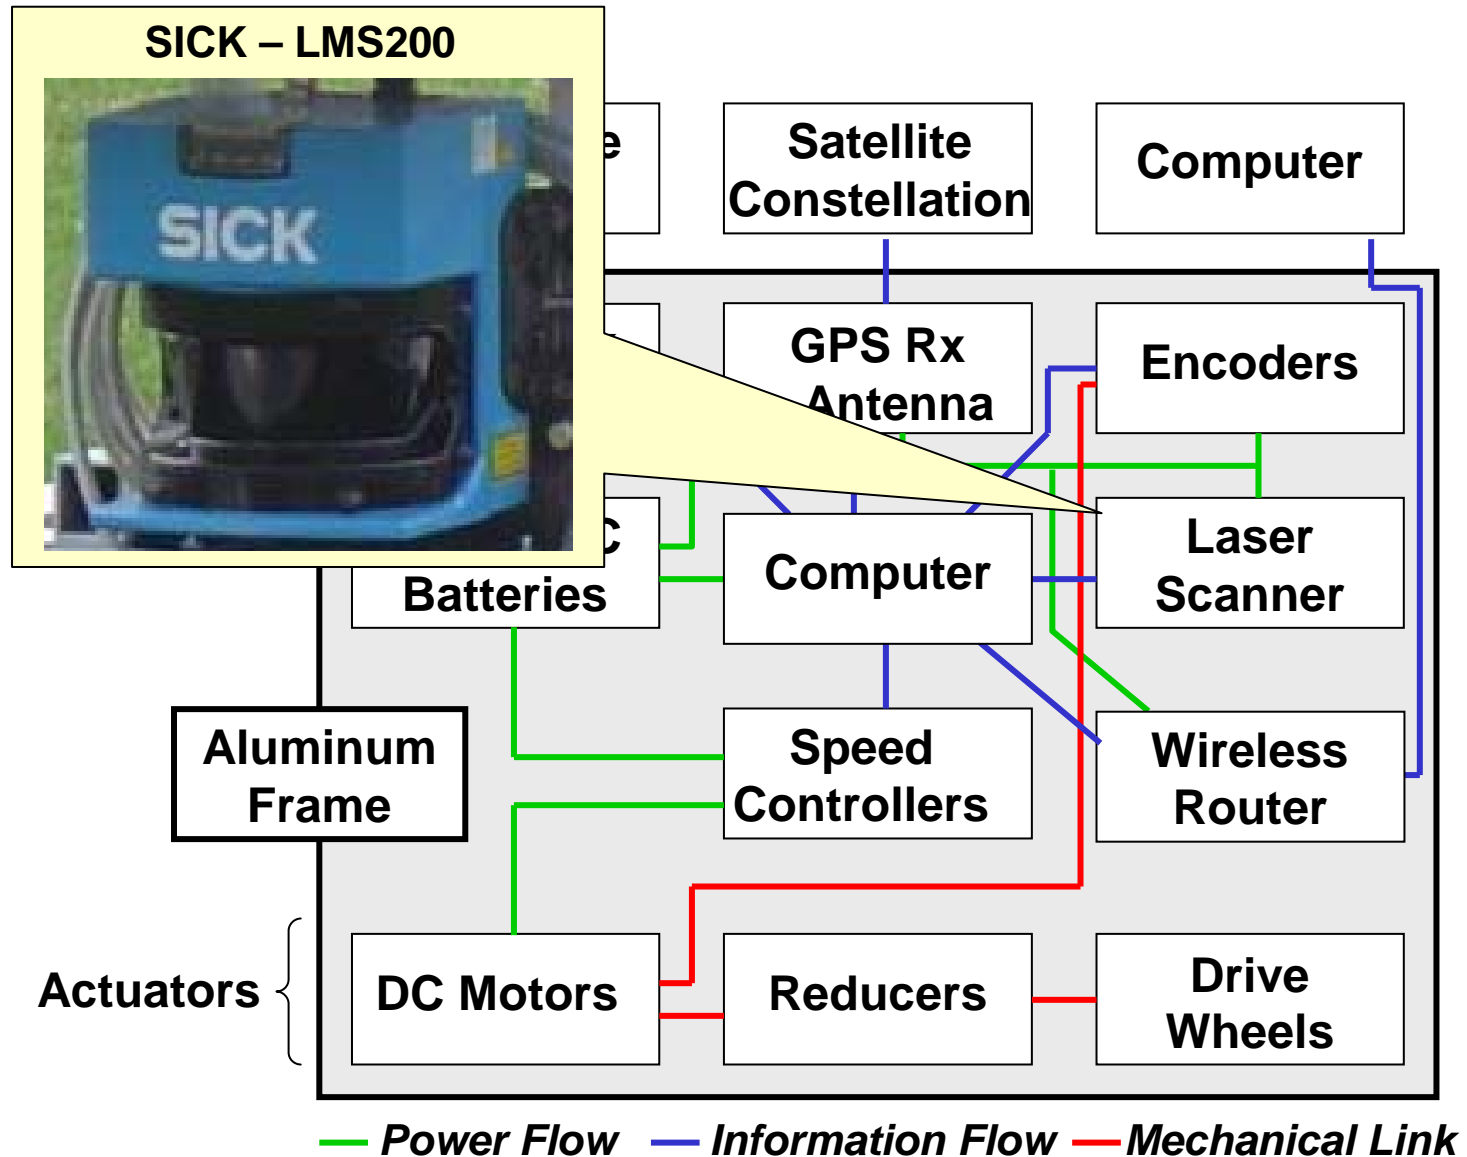 SICK – LMS200
SICK
Satellite
Constellation
Computer
GPS Rx
Antenna
Encoders
Batteries
Computer
Laser
Scanner
Aluminum
Frame
Speed
Controllers
Wireless
Router
Actuators
DC Motors
Reducers
Drive
Wheels
Power Flow
Information Flow
Mechanical Link